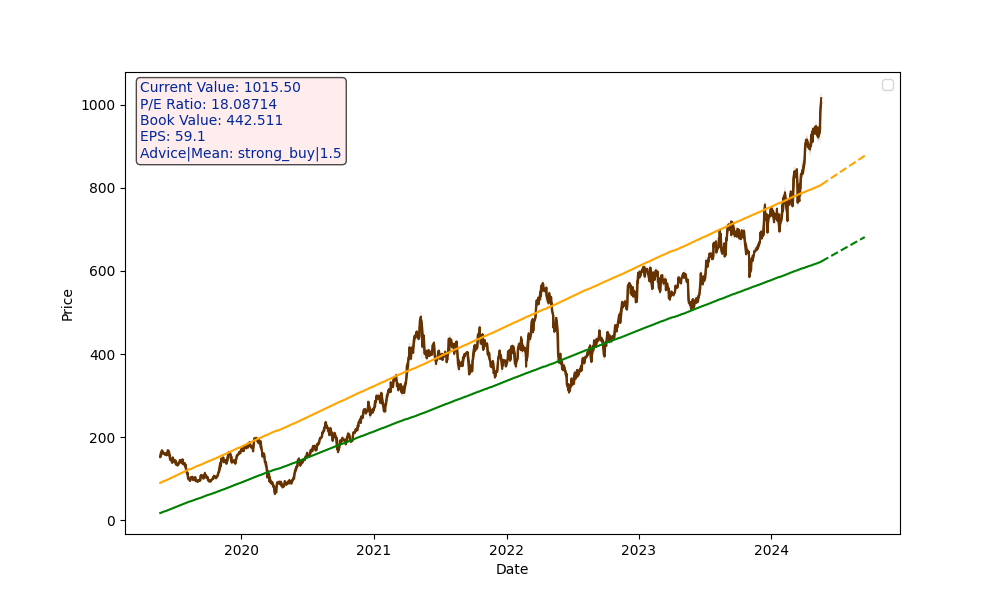 Current Value: 1015.50
P/E Ratio: 18.08714
Book Value: 442.511
EPS: 59.1
Advice|Mean: strong_buy|1.5
1000
800
600
400
200
0
Price
2020 2021 2022 2023 2024
Date